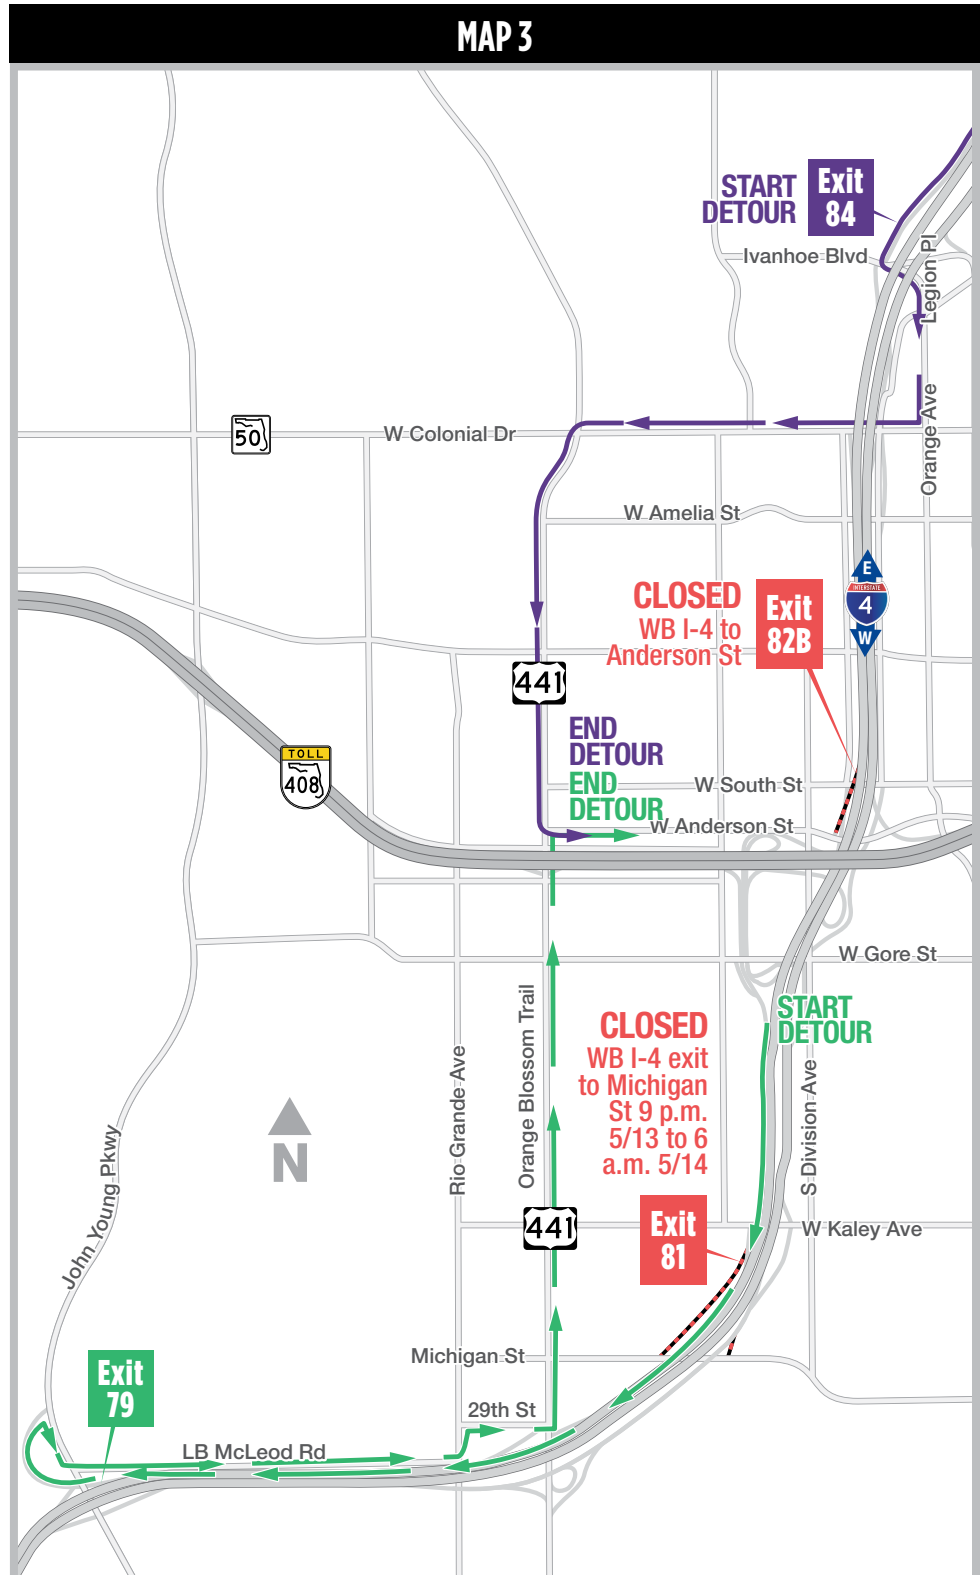 MAP 3
START
DETOUR
Exit
84
Ivanhoe Blvd
Legion Pl
50
W Colonial Dr
Orange Ave
W Amelia St
E
INTERSTATE
4
W
CLOSED
WB I-4 to
Anderson St
Exit
82B
441
END
DETOUR
END
DETOUR
TOLL
408
W South St
W Anderson St
W Gore St
START
DETOUR
CLOSED
WB I-4 exit
to Michigan
St 9 p.m.
5/13 to 6
a.m. 5/14
Orange Blossom Trail
Rio Grande Ave
S Division Ave
N
John Young Pkwy
441
Exit
81
W Kaley Ave
Michigan St
Exit
79
29th St
LB McLeod Rd